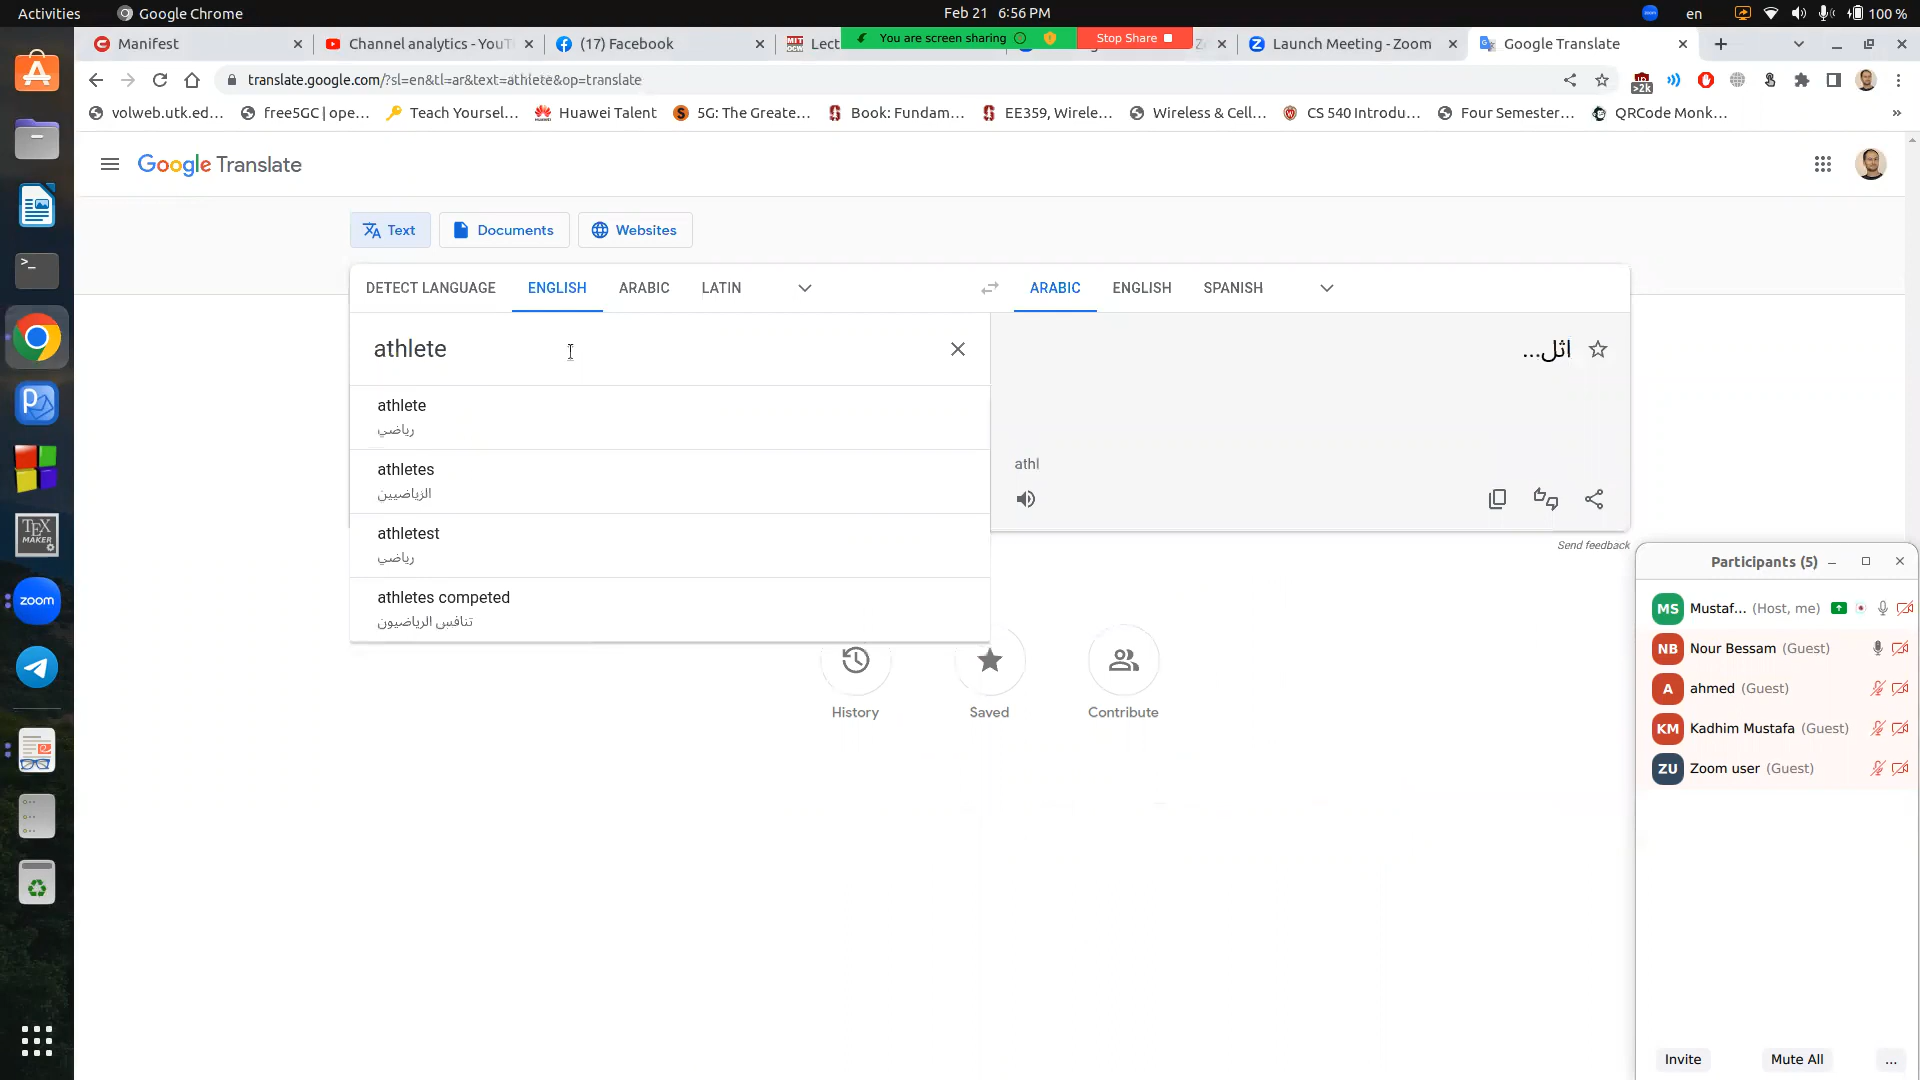 Activities
Google Chrome
Feb 21 6:56 PM
en
100 %
Manifest
Channel analytics - YouT
(17) Facebook
MIT
OCW
Lect
You are screen sharing
Stop Share
Launch Meeting - Zoom
Google Translate
translate.google.com/?sl=en&tl=ar&text=athlete&op=translate
>2k
volweb.utk.ed...
free5GC | ope...
Teach Yoursel...
Huawei Talent
5G: The Greate...
Book: Fundam...
EE359, Wirele...
Wireless & Cell...
CS 540 Introdu...
Four Semester...
QRCode Monk...
»
Google Translate
Text
Documents
Websites
DETECT LANGUAGE
ENGLISH
ARABIC
LATIN
ARABIC
ENGLISH
SPANISH
athlete
اثل...
athlete
رياضي
athletes
الرياضيين
athletest
رياضي
athletes competed
تنافس الرياضيون
athl
Send feedback
History
Saved
Contribute
Participants (5)
MS Mustaf... (Host, me)
NB Nour Bessam (Guest)
A ahmed (Guest)
KM Kadhim Mustafa (Guest)
ZU Zoom user (Guest)
Invite
Mute All
...
TEX
MAKER
zoom